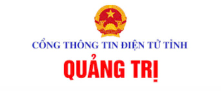 CỔNG THÔNG TIN ĐIỆN TỬ TỈNH
QUẢNG TRỊ